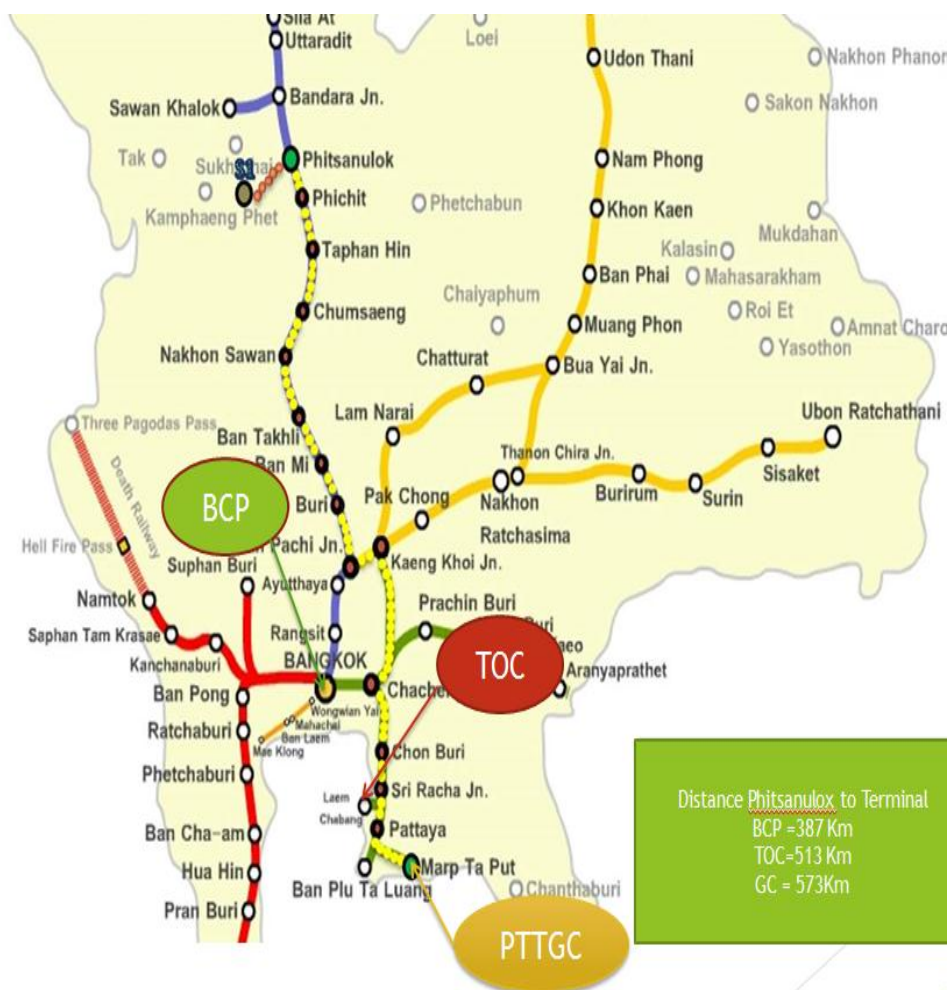 Sila At
Uttaradit
Loei
Udon Thani
Nakhon Phanom
Bandara Jn.
Sawan Khalok
Sakon Nakhon
Tak
Phitsanulok
Nam Phong
S1
Kamphaeng Phet
Phichit
Phetchabun
Khon Kaen
Mukdahan
Taphan Hin
Kalasin
Ban Phai
Mahasarakham
Chaiyaphum
Chumsaeng
Roi Et
Muang Phon
Amnat Charo
Nakhon Sawan
Chatturat
Bua Yai Jn.
Yasothon
Three Pagodas Pass
Lam Narai
Ubon Ratchathani
Ban Takhli
Thanon Chira Jn.
Ban Mi
Sisaket
Death Railway
BCP
Buri
Pak Chong
Nakhon
Ratchasima
Burirum
Surin
Hell Fire Pass
Pachi Jn.
Kaeng Khoi Jn.
Suphan Buri
Ayutthaya
Namtok
Prachin Buri
Saphan Tam Krasae
Rangsit
Buri
TOC
aeo
Kanchanaburi
BANGKOK
Aranyaprathet
Ban Pong
Wongwian Yai
Mahachai
Ban Laem
Mae Klong
Ratchaburi
Chon Buri
Phetchaburi
Laem
Chabang
Sri Racha Jn.
Ban Cha-am
Pattaya
Hua Hin
Ban Plu Ta Luang
Marp Ta Put
Chanthaburi
Pran Buri
PTTGC
Distance Phitsanulox to Terminal
BCP =387 Km
TOC=513 Km
GC = 573Km